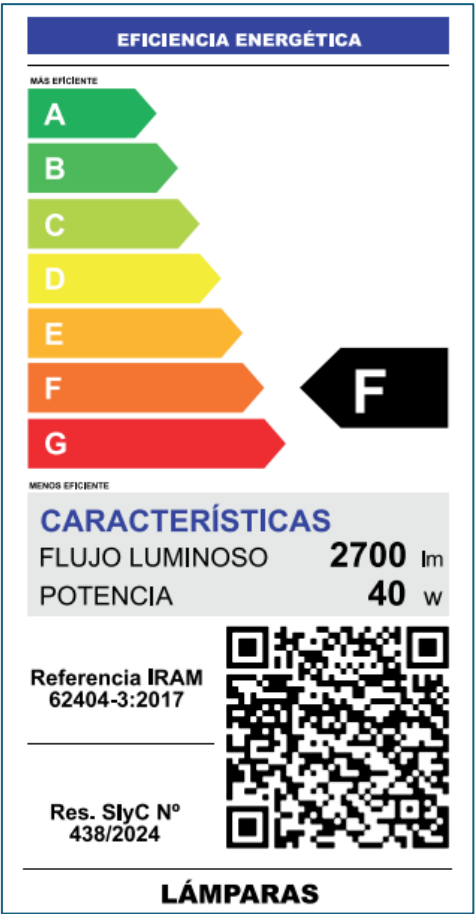 EFICIENCIA ENERGÉTICA
MÁS EFICIENTE
A
B
C
D
E
F
F
G
MENOS EFICIENTE
CARACTERÍSTICAS
FLUJO LUMINOSO 2700 lm
POTENCIA 40 w
Referencia IRAM
62404-3:2017
Res. SIyC Nº
438/2024
LÁMPARAS